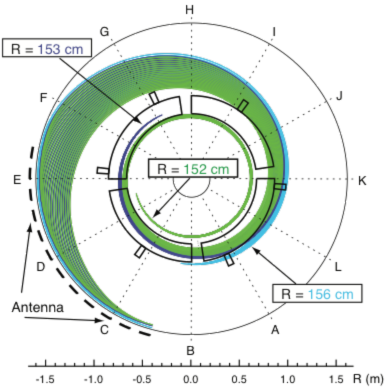 H
G
I
R = 153 cm
F
J
R = 152 cm
E
K
D
L
R = 156 cm
Antenna
C
A
B
-1.5 -1.0 -0.5 0.0 0.5 1.0 1.5 R (m)